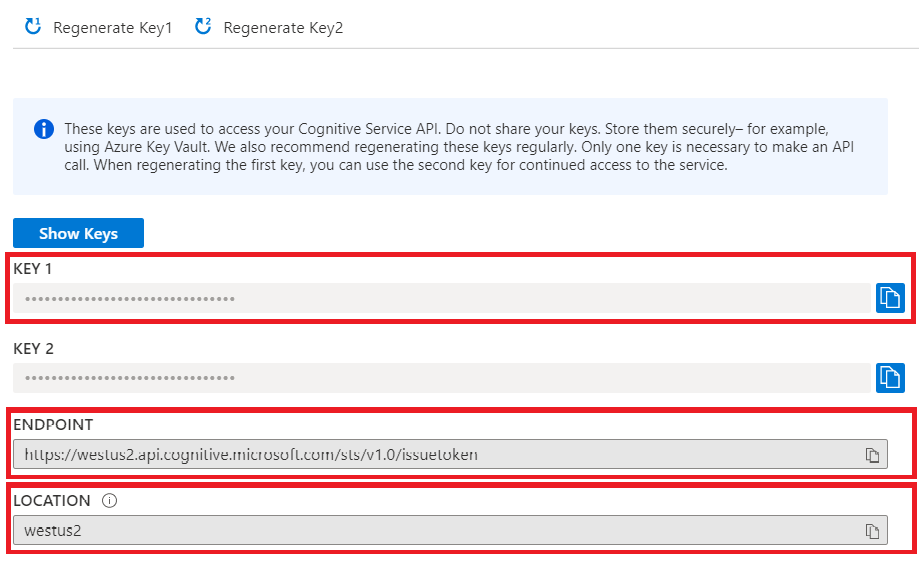 Regenerate Key1 Regenerate Key2
These keys are used to access your Cognitive Service API. Do not share your keys. Store them securely– for example,
using Azure Key Vault. We also recommend regenerating these keys regularly. Only one key is necessary to make an API
call. When regenerating the first key, you can use the second key for continued access to the service.
Show Keys
KEY 1
••••••••••••••••••••••••••••••••
KEY 2
••••••••••••••••••••••••••••••••
ENDPOINT
https://westus2.api.cognitive.microsoft.com/sts/v1.0/issuetoken
LOCATION
westus2